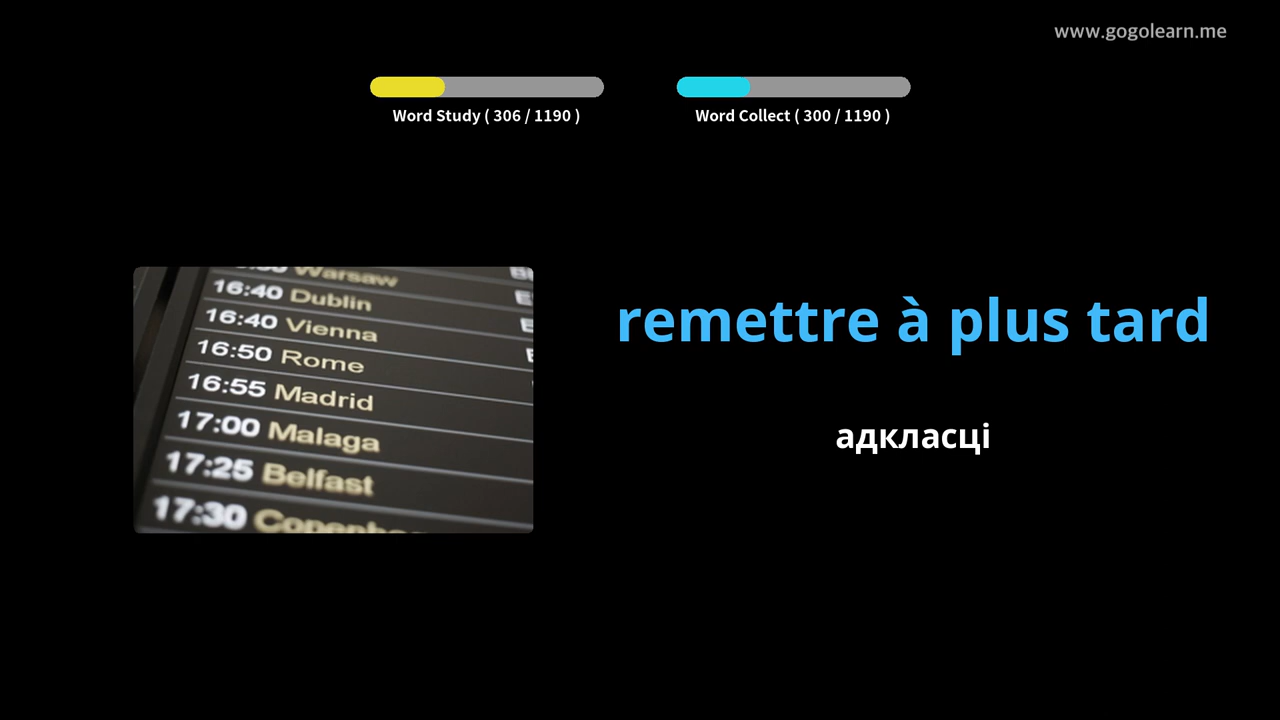 www.gogolearn.me
Word Study ( 306 / 1190 )
Word Collect ( 300 / 1190 )
Warsaw
16:40 Dublin
16:40 Vienna
16:50 Rome
16:55 Madrid
17:00 Malaga
17:25 Belfast
17:30
remettre à plus tard
адкласці